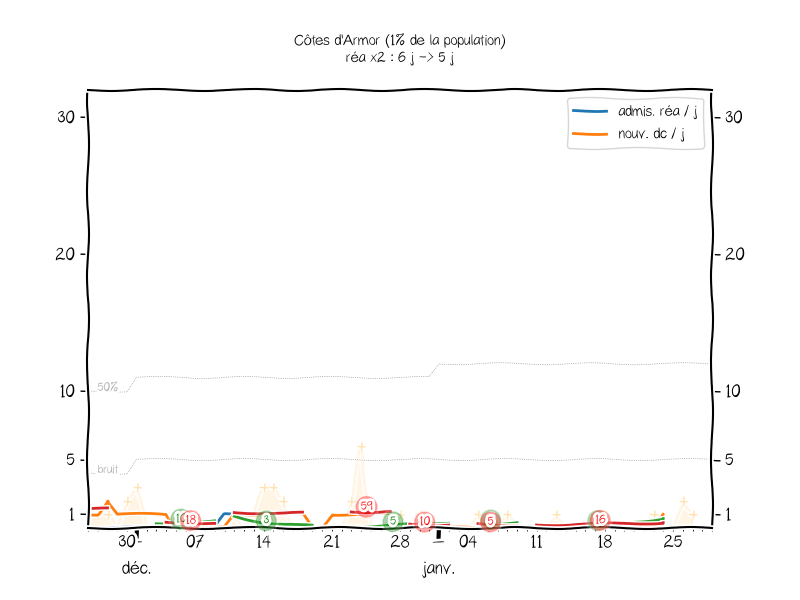 Côtes d'Armor (1% de la population)
réa x2 : 6 j -> 5 j
admis. réa / j
nouv. dc / j
30 30
20 20
50%
10 10
bruit
5 5
1 1
59
18 3 5 10 5 16
30 07 14 21 28 04 11 18 25
déc. janv.